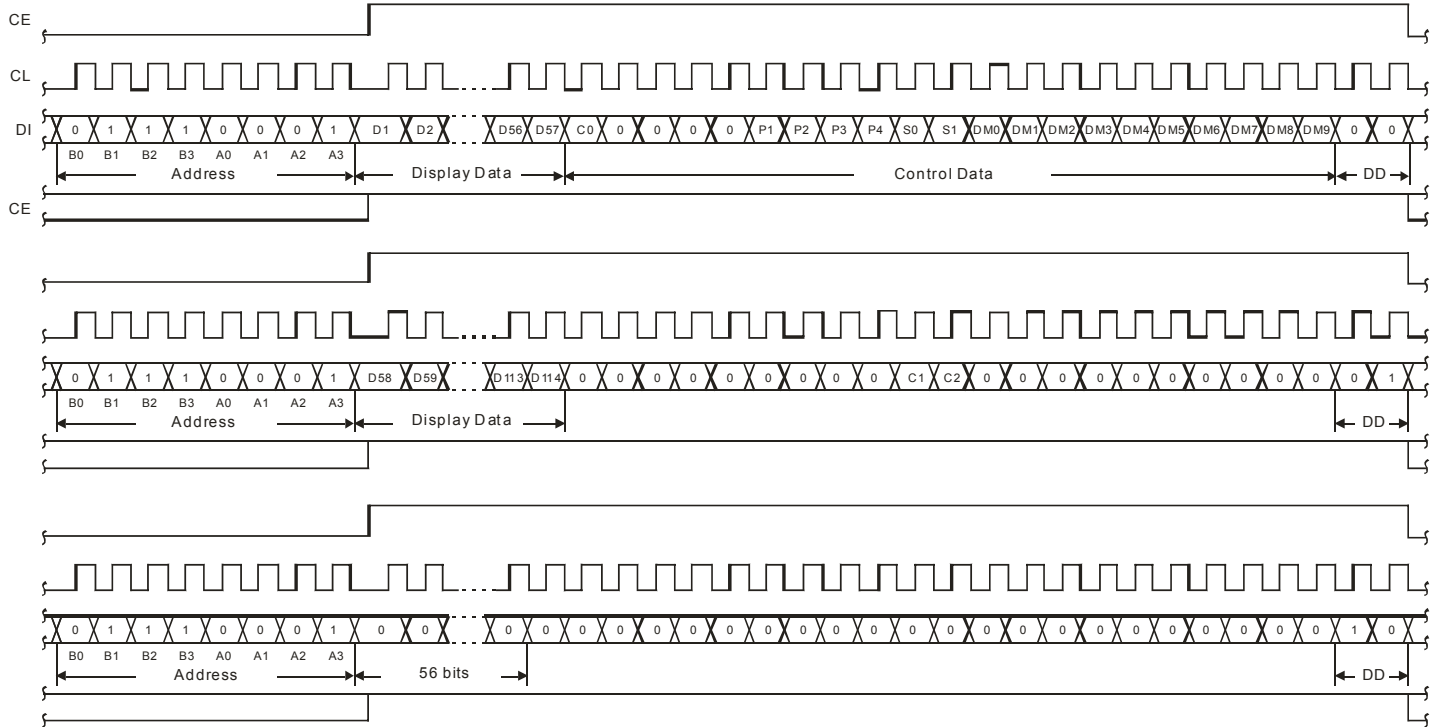 CE
CL
DI 0 1 1 1 0 0 0 1 D1 D2 D56 D57 C0 0 0 0 0 P1 P2 P3 P4 S0 S1 DM0 DM1 DM2 DM3 DM4 DM5 DM6 DM7 DM8 DM9 0 0
B0 B1 B2 B3 A0 A1 A2 A3
Address Display Data Control Data DD
CE
0 1 1 1 0 0 0 1 D58 D59 D113 D114 0 0 0 0 0 0 0 0 0 C1 C2 0 0 0 0 0 0 0 0 0 0 0 1
B0 B1 B2 B3 A0 A1 A2 A3
Address Display Data DD
0 1 1 1 0 0 0 1 0 0 0 0 0 0 0 0 0 0 0 0 0 0 0 0 0 0 0 0 0 0 0 0 0 1 0
B0 B1 B2 B3 A0 A1 A2 A3
Address 56 bits DD